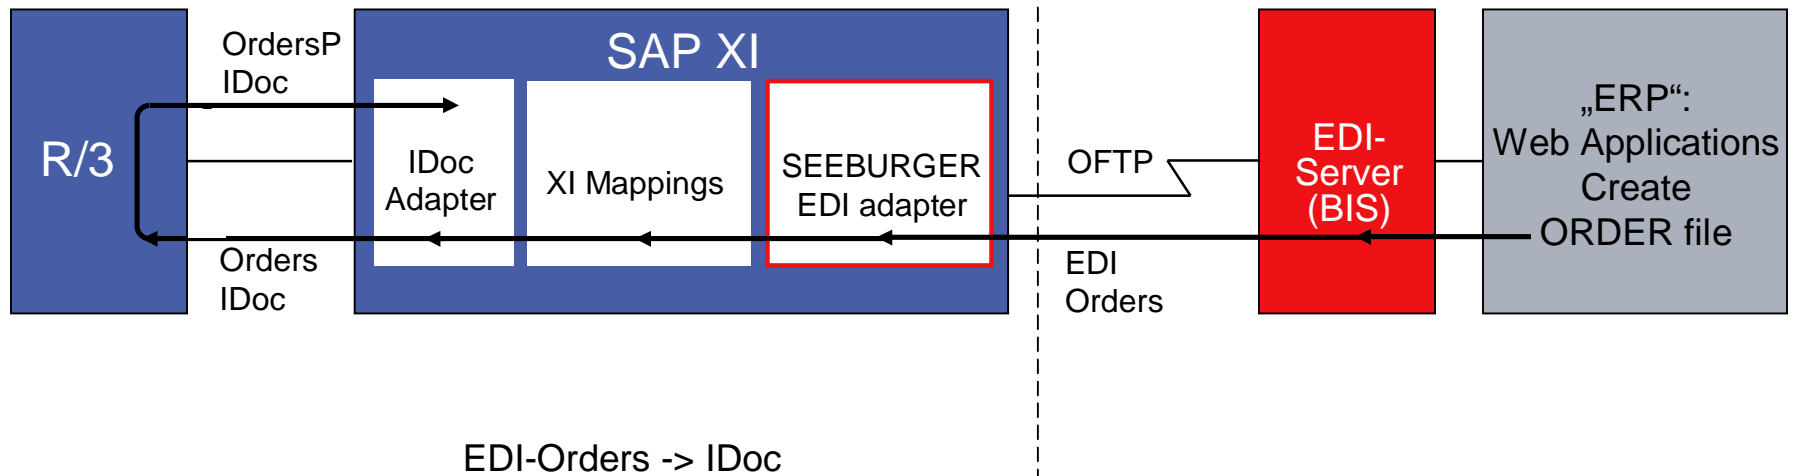 R/3
OrdersP
IDoc
Orders
IDoc
SAP XI
IDoc
Adapter
XI Mappings
SEEBURGER
EDI adapter
OFTP
EDI
Orders
EDI-
Server
(BIS)
„ERP“:
Web Applications
Create
ORDER file
EDI-Orders -> IDoc